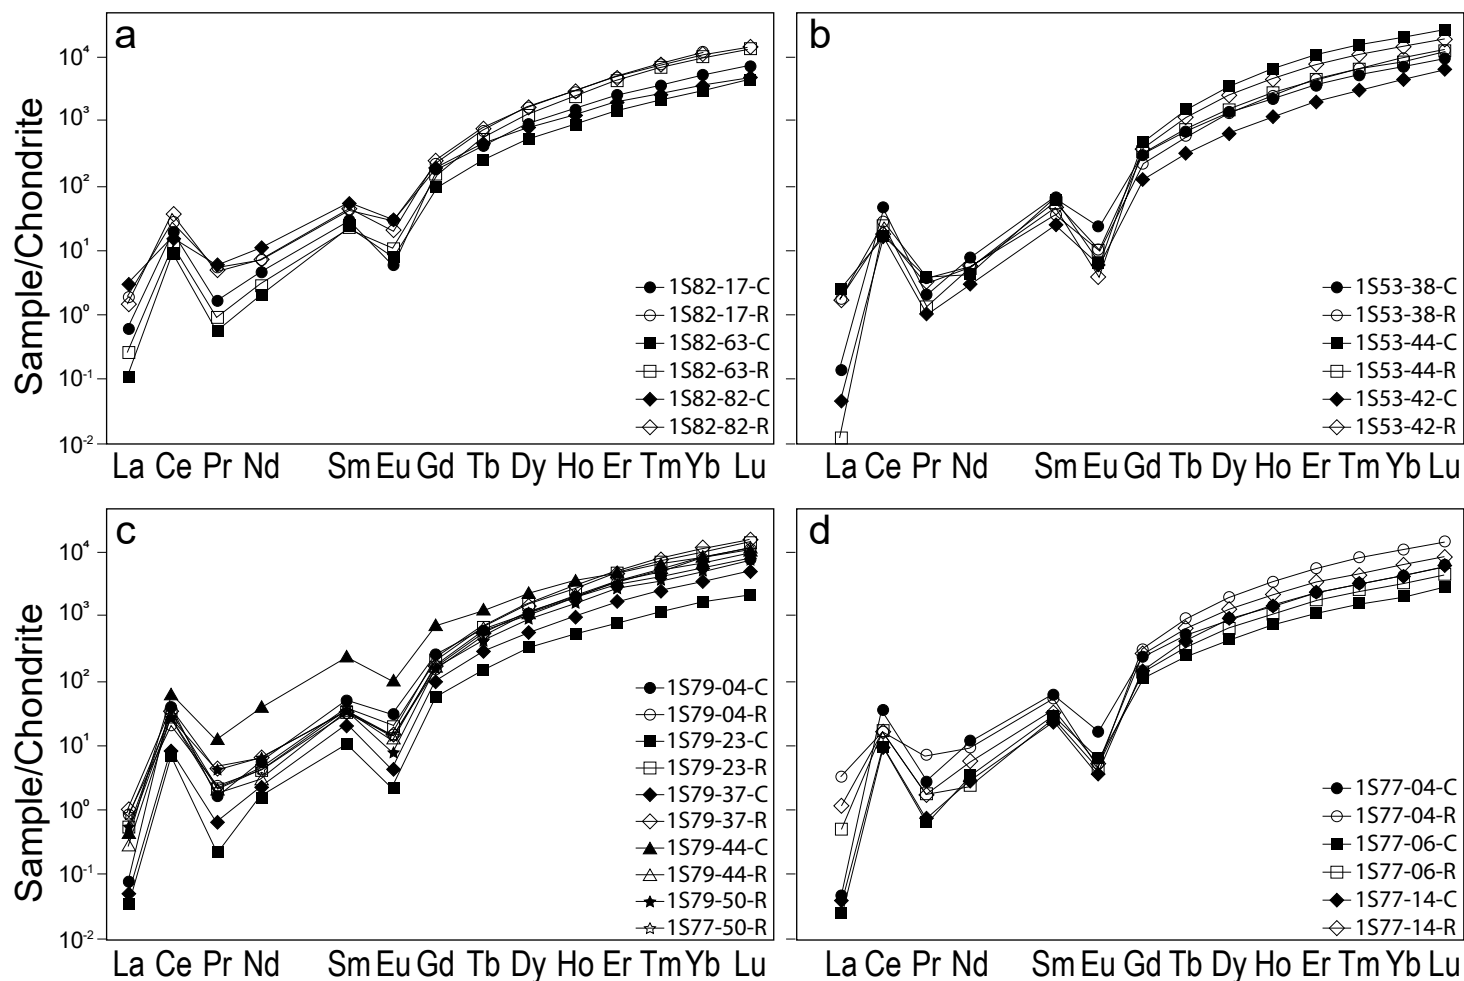 a
b
Sample/Chondrite
10⁴
10³
10²
10¹
10⁰
10⁻¹
10⁻²
1S82-17-C
1S82-17-R
1S82-63-C
1S82-63-R
1S82-82-C
1S82-82-R
La Ce Pr Nd Sm Eu Gd Tb Dy Ho Er Tm Yb Lu
1S53-38-C
1S53-38-R
1S53-44-C
1S53-44-R
1S53-42-C
1S53-42-R
La Ce Pr Nd Sm Eu Gd Tb Dy Ho Er Tm Yb Lu
c
d
Sample/Chondrite
10⁴
10³
10²
10¹
10⁰
10⁻¹
10⁻²
1S79-04-C
1S79-04-R
1S79-23-C
1S79-23-R
1S79-37-C
1S79-37-R
1S79-44-C
1S79-44-R
1S79-50-R
1S77-50-R
La Ce Pr Nd Sm Eu Gd Tb Dy Ho Er Tm Yb Lu
1S77-04-C
1S77-04-R
1S77-06-C
1S77-06-R
1S77-14-C
1S77-14-R
La Ce Pr Nd Sm Eu Gd Tb Dy Ho Er Tm Yb Lu